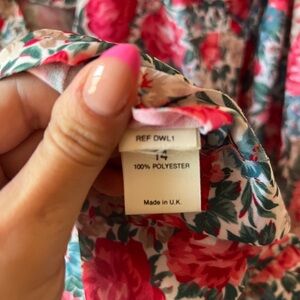 REF DWL1
14
100% POLYESTER
Made in U.K.